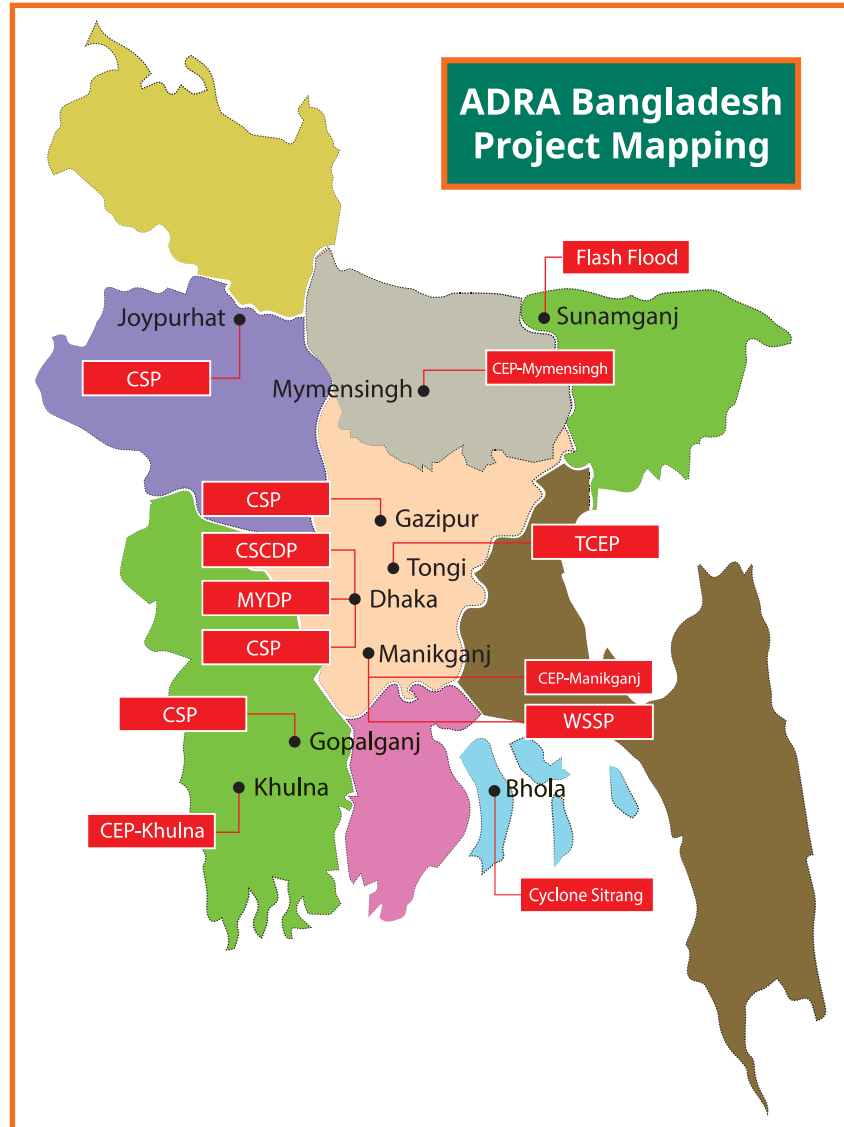 ADRA Bangladesh
Project Mapping
Flash Flood
Joypurhat
Sunamganj
CSP
CEP-Mymensingh
Mymensingh
CSP
Gazipur
CSCDP
TCEP
Tongi
MYDP
Dhaka
CSP
Manikganj
CEP-Manikganj
CSP
WSSP
Gopalganj
Khulna
Bhola
CEP-Khulna
Cyclone Sitrang